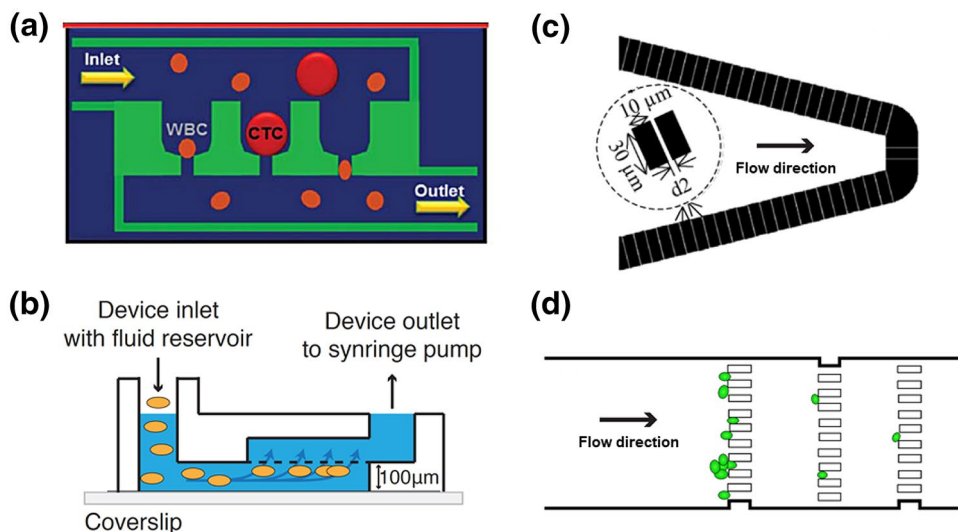 (a)
Inlet
WBC
CTC
Outlet
(b)
Device inlet
with fluid reservoir
Device outlet
to synringe pump
100μm
Coverslip
(c)
10 μm
30 μm
d2
Flow direction
(d)
Flow direction